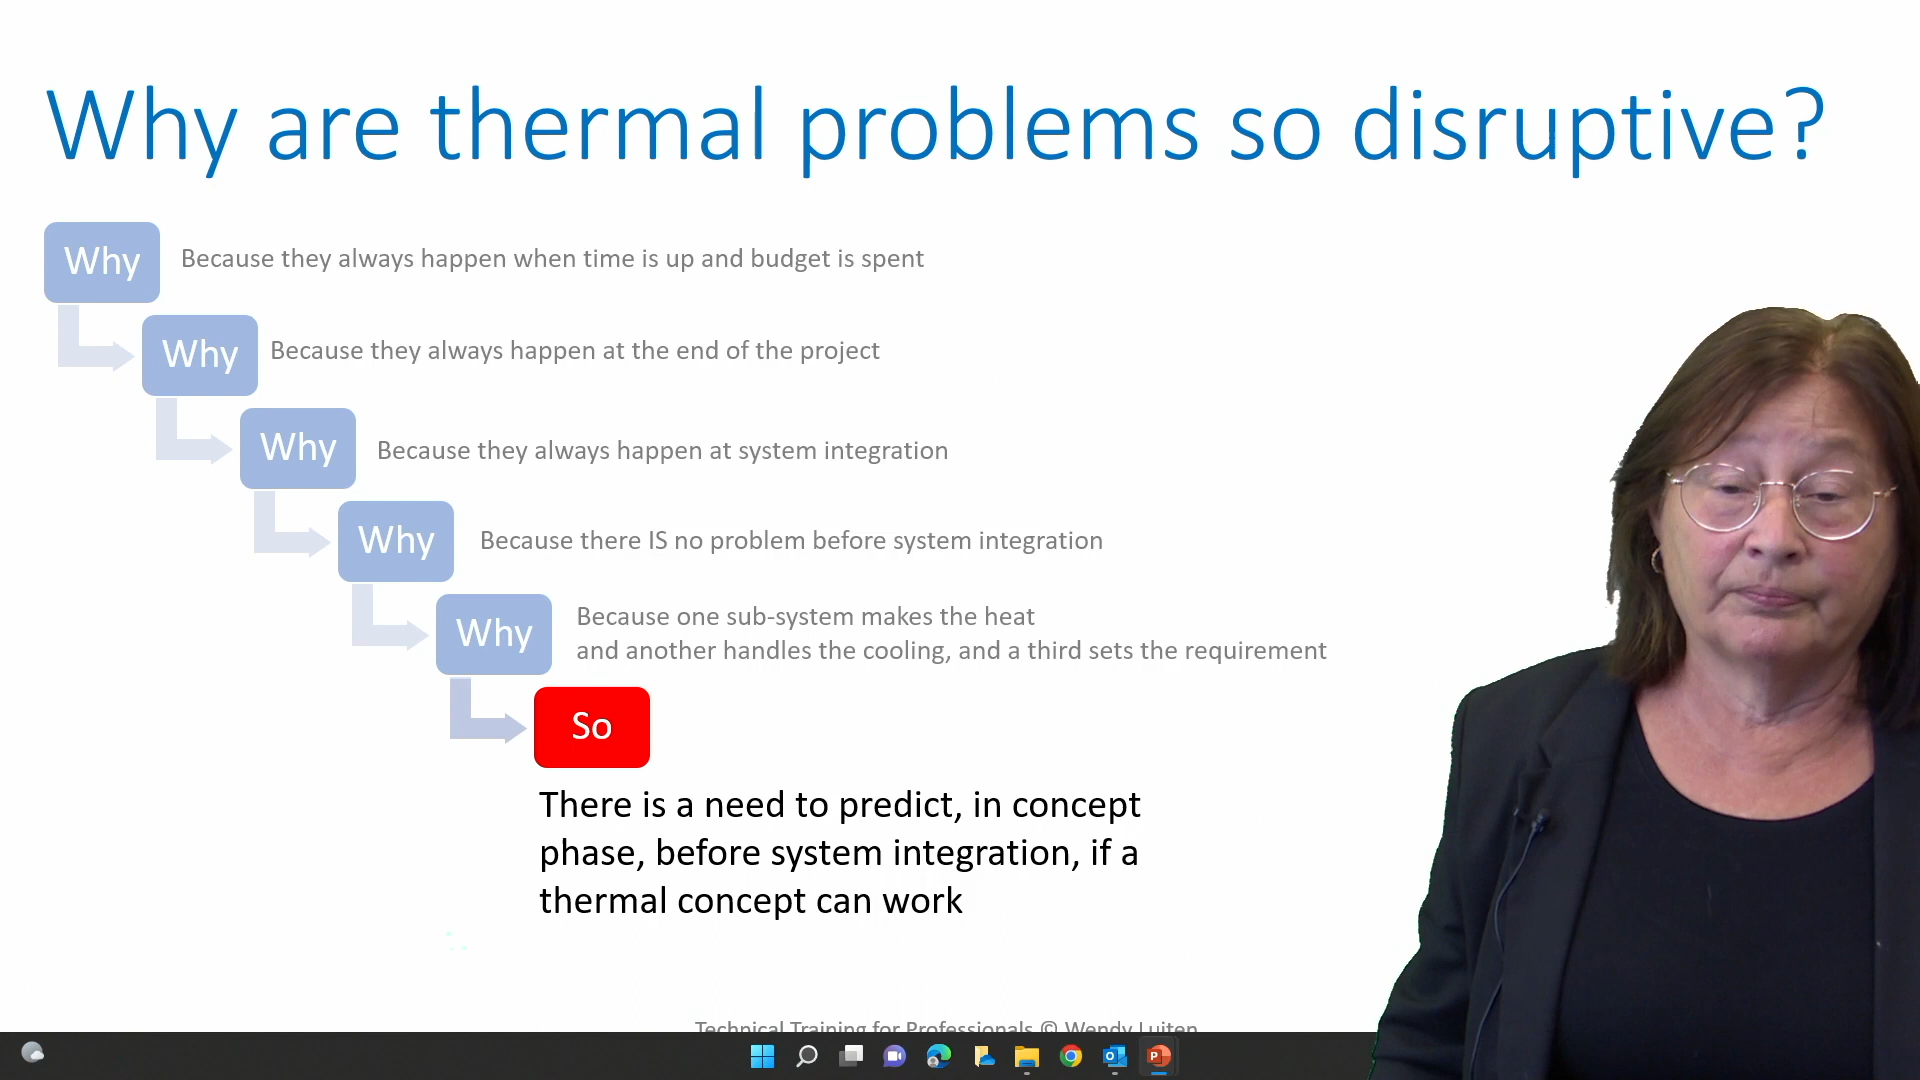 Why are thermal problems so disruptive?
Why
Because they always happen when time is up and budget is spent
Why
Because they always happen at the end of the project
Why
Because they always happen at system integration
Why
Because there IS no problem before system integration
Why
Because one sub-system makes the heat
and another handles the cooling, and a third sets the requirement
So
There is a need to predict, in concept
phase, before system integration, if a
thermal concept can work
Technical Training for Professionals © Wendy Luiten